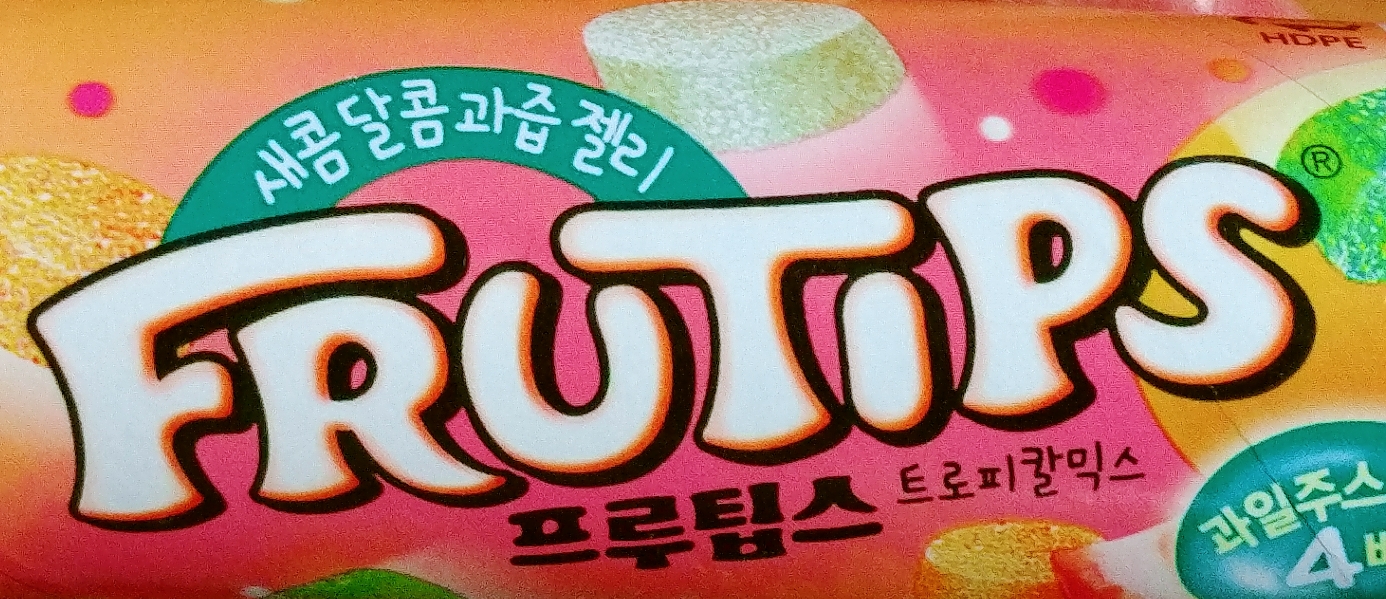 HDPE
새콤달콤 과즙 젤리
FRUTIPS®
프루팁스 트로피칼믹스
과일주스
4